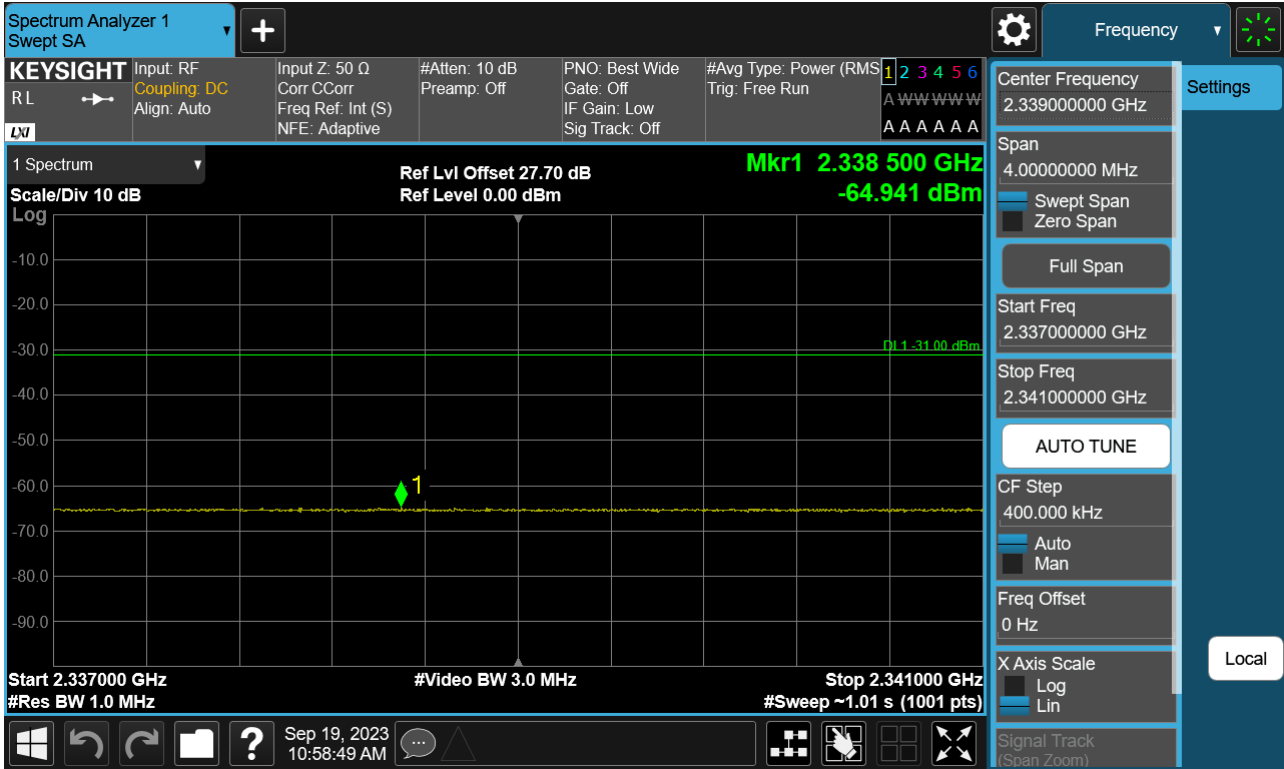 Spectrum Analyzer 1
Swept SA
+
Frequency
KEYSIGHT
R L
LXI
Input: RF
Coupling: DC
Align: Auto
Input Z: 50 Ω
Corr CCorr
Freq Ref: Int (S)
NFE: Adaptive
#Atten: 10 dB
Preamp: Off
PNO: Best Wide
Gate: Off
IF Gain: Low
Sig Track: Off
#Avg Type: Power (RMS
Trig: Free Run
1 2 3 4 5 6
A W W W W W
A A A A A A
1 Spectrum
Scale/Div 10 dB
Log
Ref Lvl Offset 27.70 dB
Ref Level 0.00 dBm
Mkr1 2.338 500 GHz
-64.941 dBm
-10.0
-20.0
-30.0
-40.0
-50.0
-60.0
-70.0
-80.0
-90.0
DL1 -31.00 dBm
1
Start 2.337000 GHz
#Res BW 1.0 MHz
#Video BW 3.0 MHz
Stop 2.341000 GHz
#Sweep ~1.01 s (1001 pts)
Center Frequency
2.339000000 GHz
Span
4.00000000 MHz
Swept Span
Zero Span
Full Span
Start Freq
2.337000000 GHz
Stop Freq
2.341000000 GHz
AUTO TUNE
CF Step
400.000 kHz
Auto
Man
Freq Offset
0 Hz
X Axis Scale
Log
Lin
Signal Track
(Span Zoom)
Settings
Local
?
Sep 19, 2023
10:58:49 AM